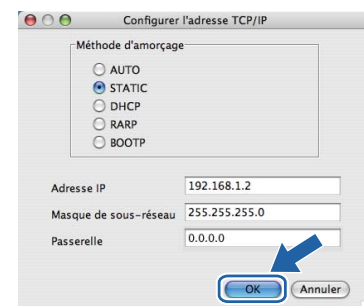 Configurer l'adresse TCP/IP
Méthode d'amorçage
AUTO
STATIC
DHCP
RARP
BOOTP
Adresse IP 192.168.1.2
Masque de sous-réseau 255.255.255.0
Passerelle 0.0.0.0
OK Annuler